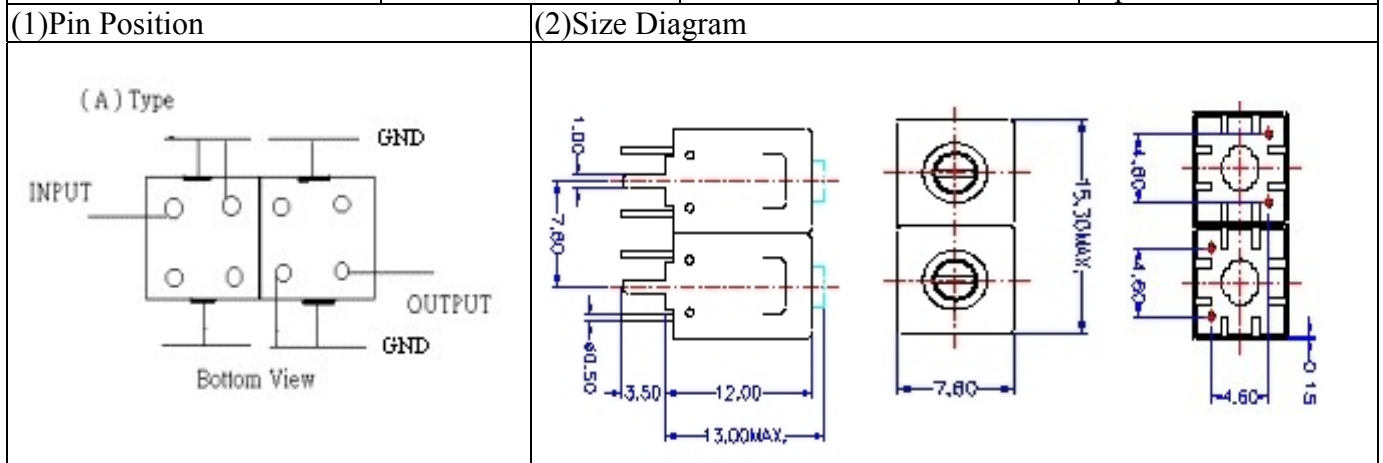 (1)Pin Position
(2)Size Diagram
(A)Type
GND
INPUT
OUTPUT
GND
Bottom View
1.00
7.60
ø0.50
3.50
12.00
13.00MAX.
15.30MAX.
7.60
4.60
4.60
4.60
0.15